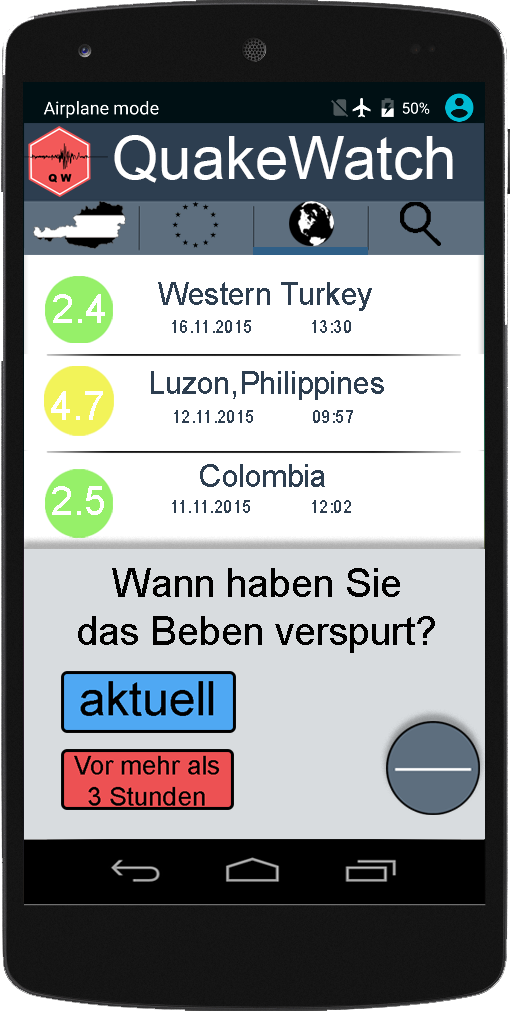 Airplane mode 50%
QW
QuakeWatch
2.4 Western Turkey
16.11.2015 13:30
4.7 Luzon,Philippines
12.11.2015 09:57
2.5 Colombia
11.11.2015 12:02
Wann haben Sie
das Beben verspurt?
aktuell
Vor mehr als
3 Stunden